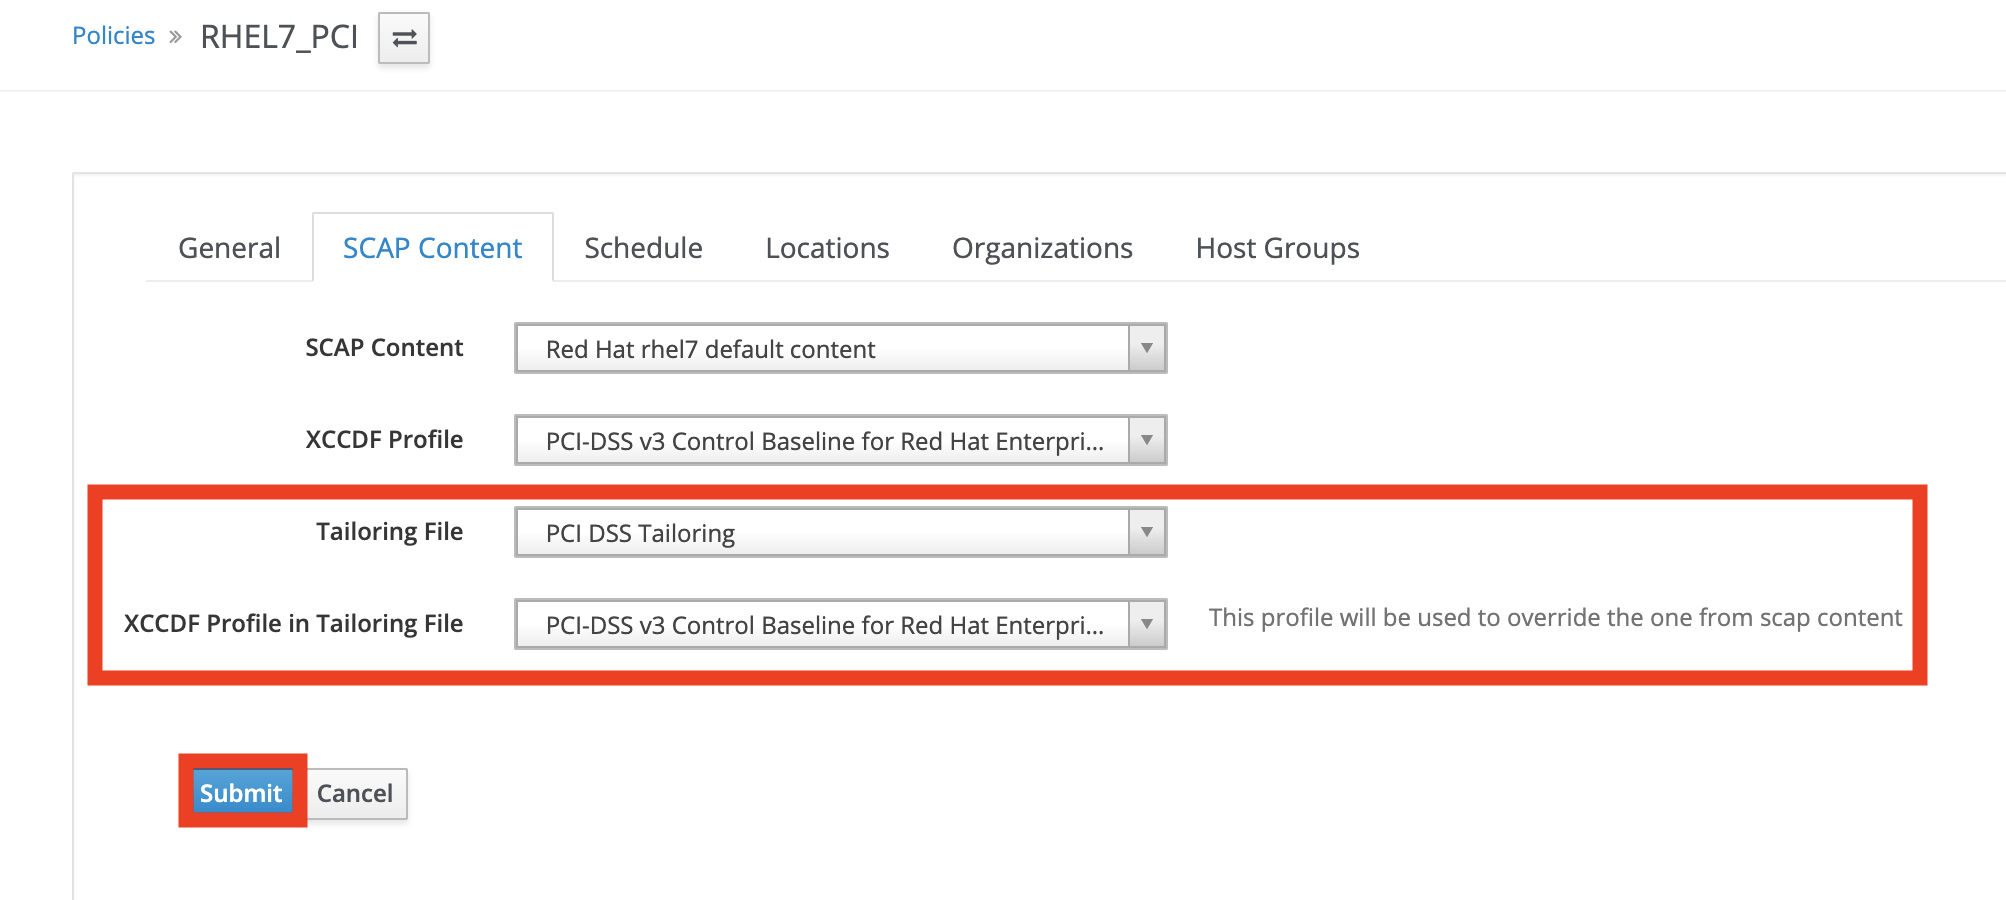 Policies » RHEL7_PCI
General SCAP Content Schedule Locations Organizations Host Groups
SCAP Content Red Hat rhel7 default content
XCCDF Profile PCI-DSS v3 Control Baseline for Red Hat Enterpri...
Tailoring File PCI DSS Tailoring
XCCDF Profile in Tailoring File PCI-DSS v3 Control Baseline for Red Hat Enterpri... This profile will be used to override the one from scap content
Submit Cancel